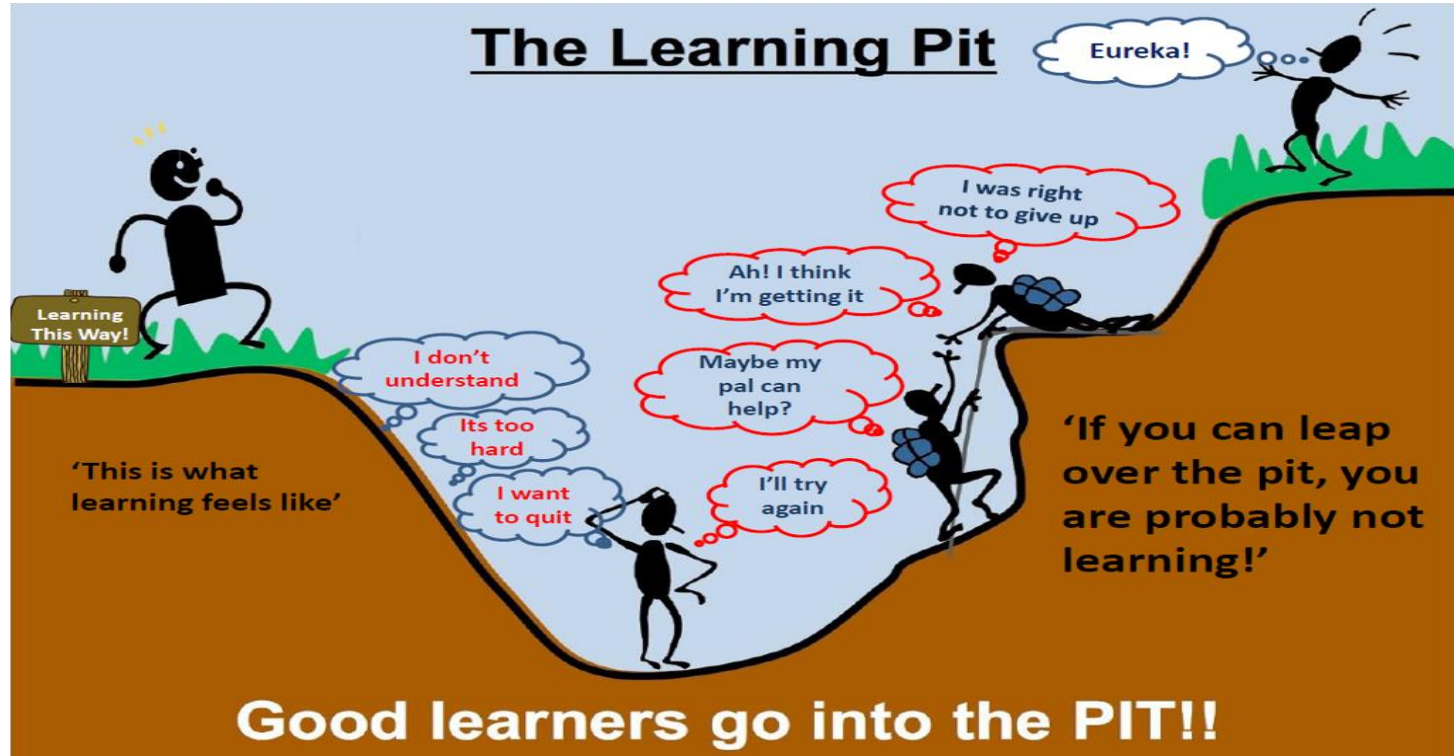 The Learning Pit
Eureka!
I was right
not to give up
Ah! I think
I'm getting it
Learning
This Way!
I don't
understand
Maybe my
pal can
help?
Its too
hard
'This is what
learning feels like'
I want
to quit
I'll try
again
'If you can leap
over the pit, you
are probably not
learning!'
Good learners go into the PIT!!